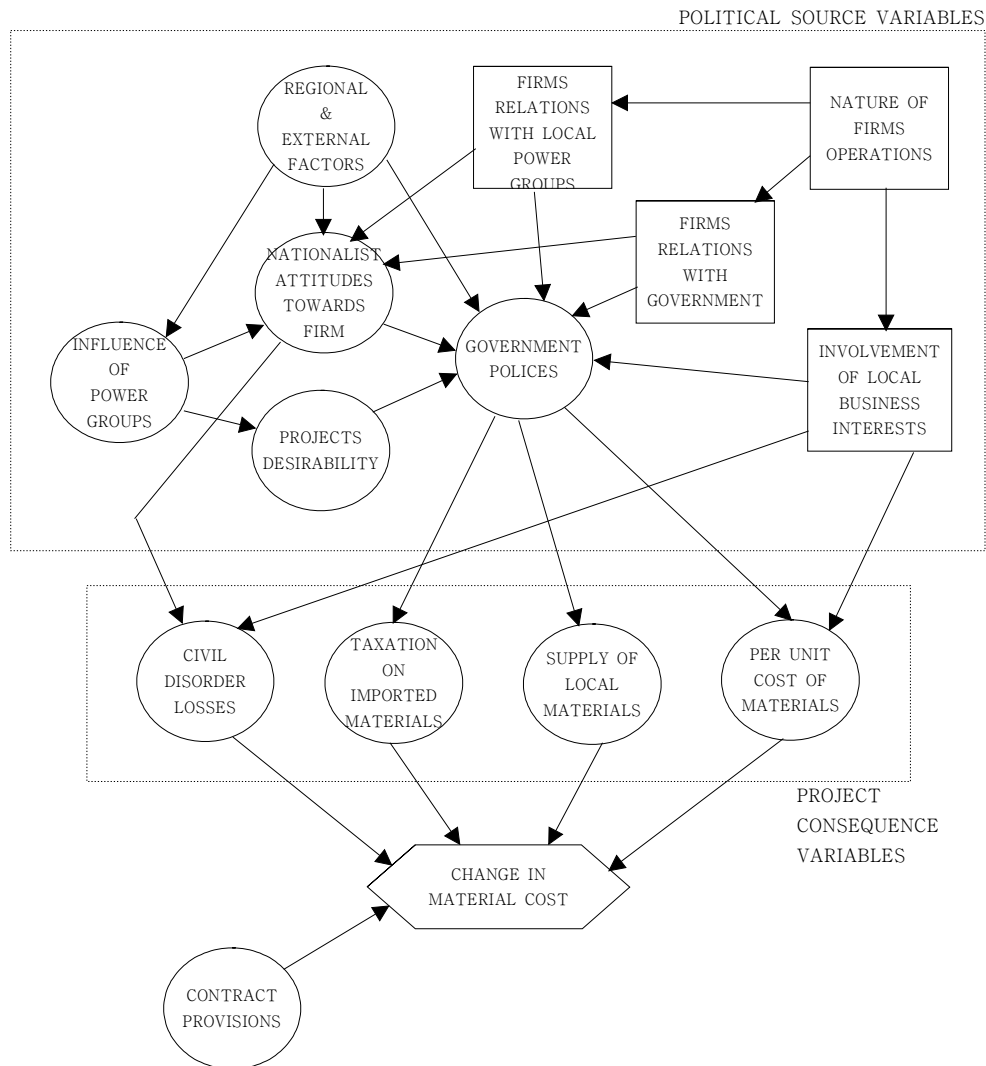 POLITICAL SOURCE VARIABLES
REGIONAL
&
EXTERNAL
FACTORS
FIRMS
RELATIONS
WITH LOCAL
POWER
GROUPS
NATURE OF
FIRMS
OPERATIONS
FIRMS
RELATIONS
WITH
GOVERNMENT
NATIONALIST
ATTITUDES
TOWARDS
FIRM
INFLUENCE
OF
POWER
GROUPS
GOVERNMENT
POLICES
INVOLVEMENT
OF LOCAL
BUSINESS
INTERESTS
PROJECTS
DESIRABILITY
CIVIL
DISORDER
LOSSES
TAXATION
ON
IMPORTED
MATERIALS
SUPPLY OF
LOCAL
MATERIALS
PER UNIT
COST OF
MATERIALS
PROJECT
CONSEQUENCE
VARIABLES
CHANGE IN
MATERIAL COST
CONTRACT
PROVISIONS